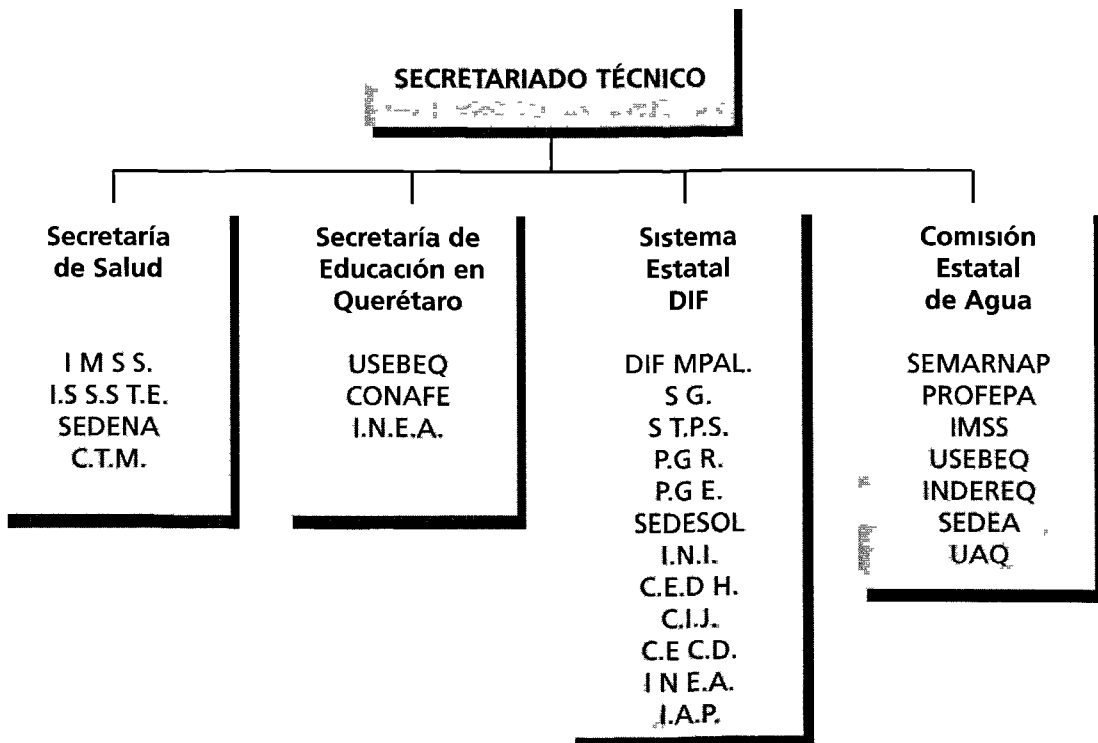 SECRETARIADO TÉCNICO
Secretaría
de Salud
I M S S.
I.S S.S T.E.
SEDENA
C.T.M.
Secretaría de
Educación en
Querétaro
USEBEQ
CONAFE
I.N.E.A.
Sistema
Estatal
DIF
DIF MPAL.
S G.
S T.P.S.
P.G R.
P.G E.
SEDESOL
I.N.I.
C.E.D H.
C.I.J.
C.E C.D.
I N E.A.
I.A.P.
Comisión
Estatal
de Agua
SEMARNAP
PROFEPA
IMSS
USEBEQ
INDEREQ
SEDEA
UAQ